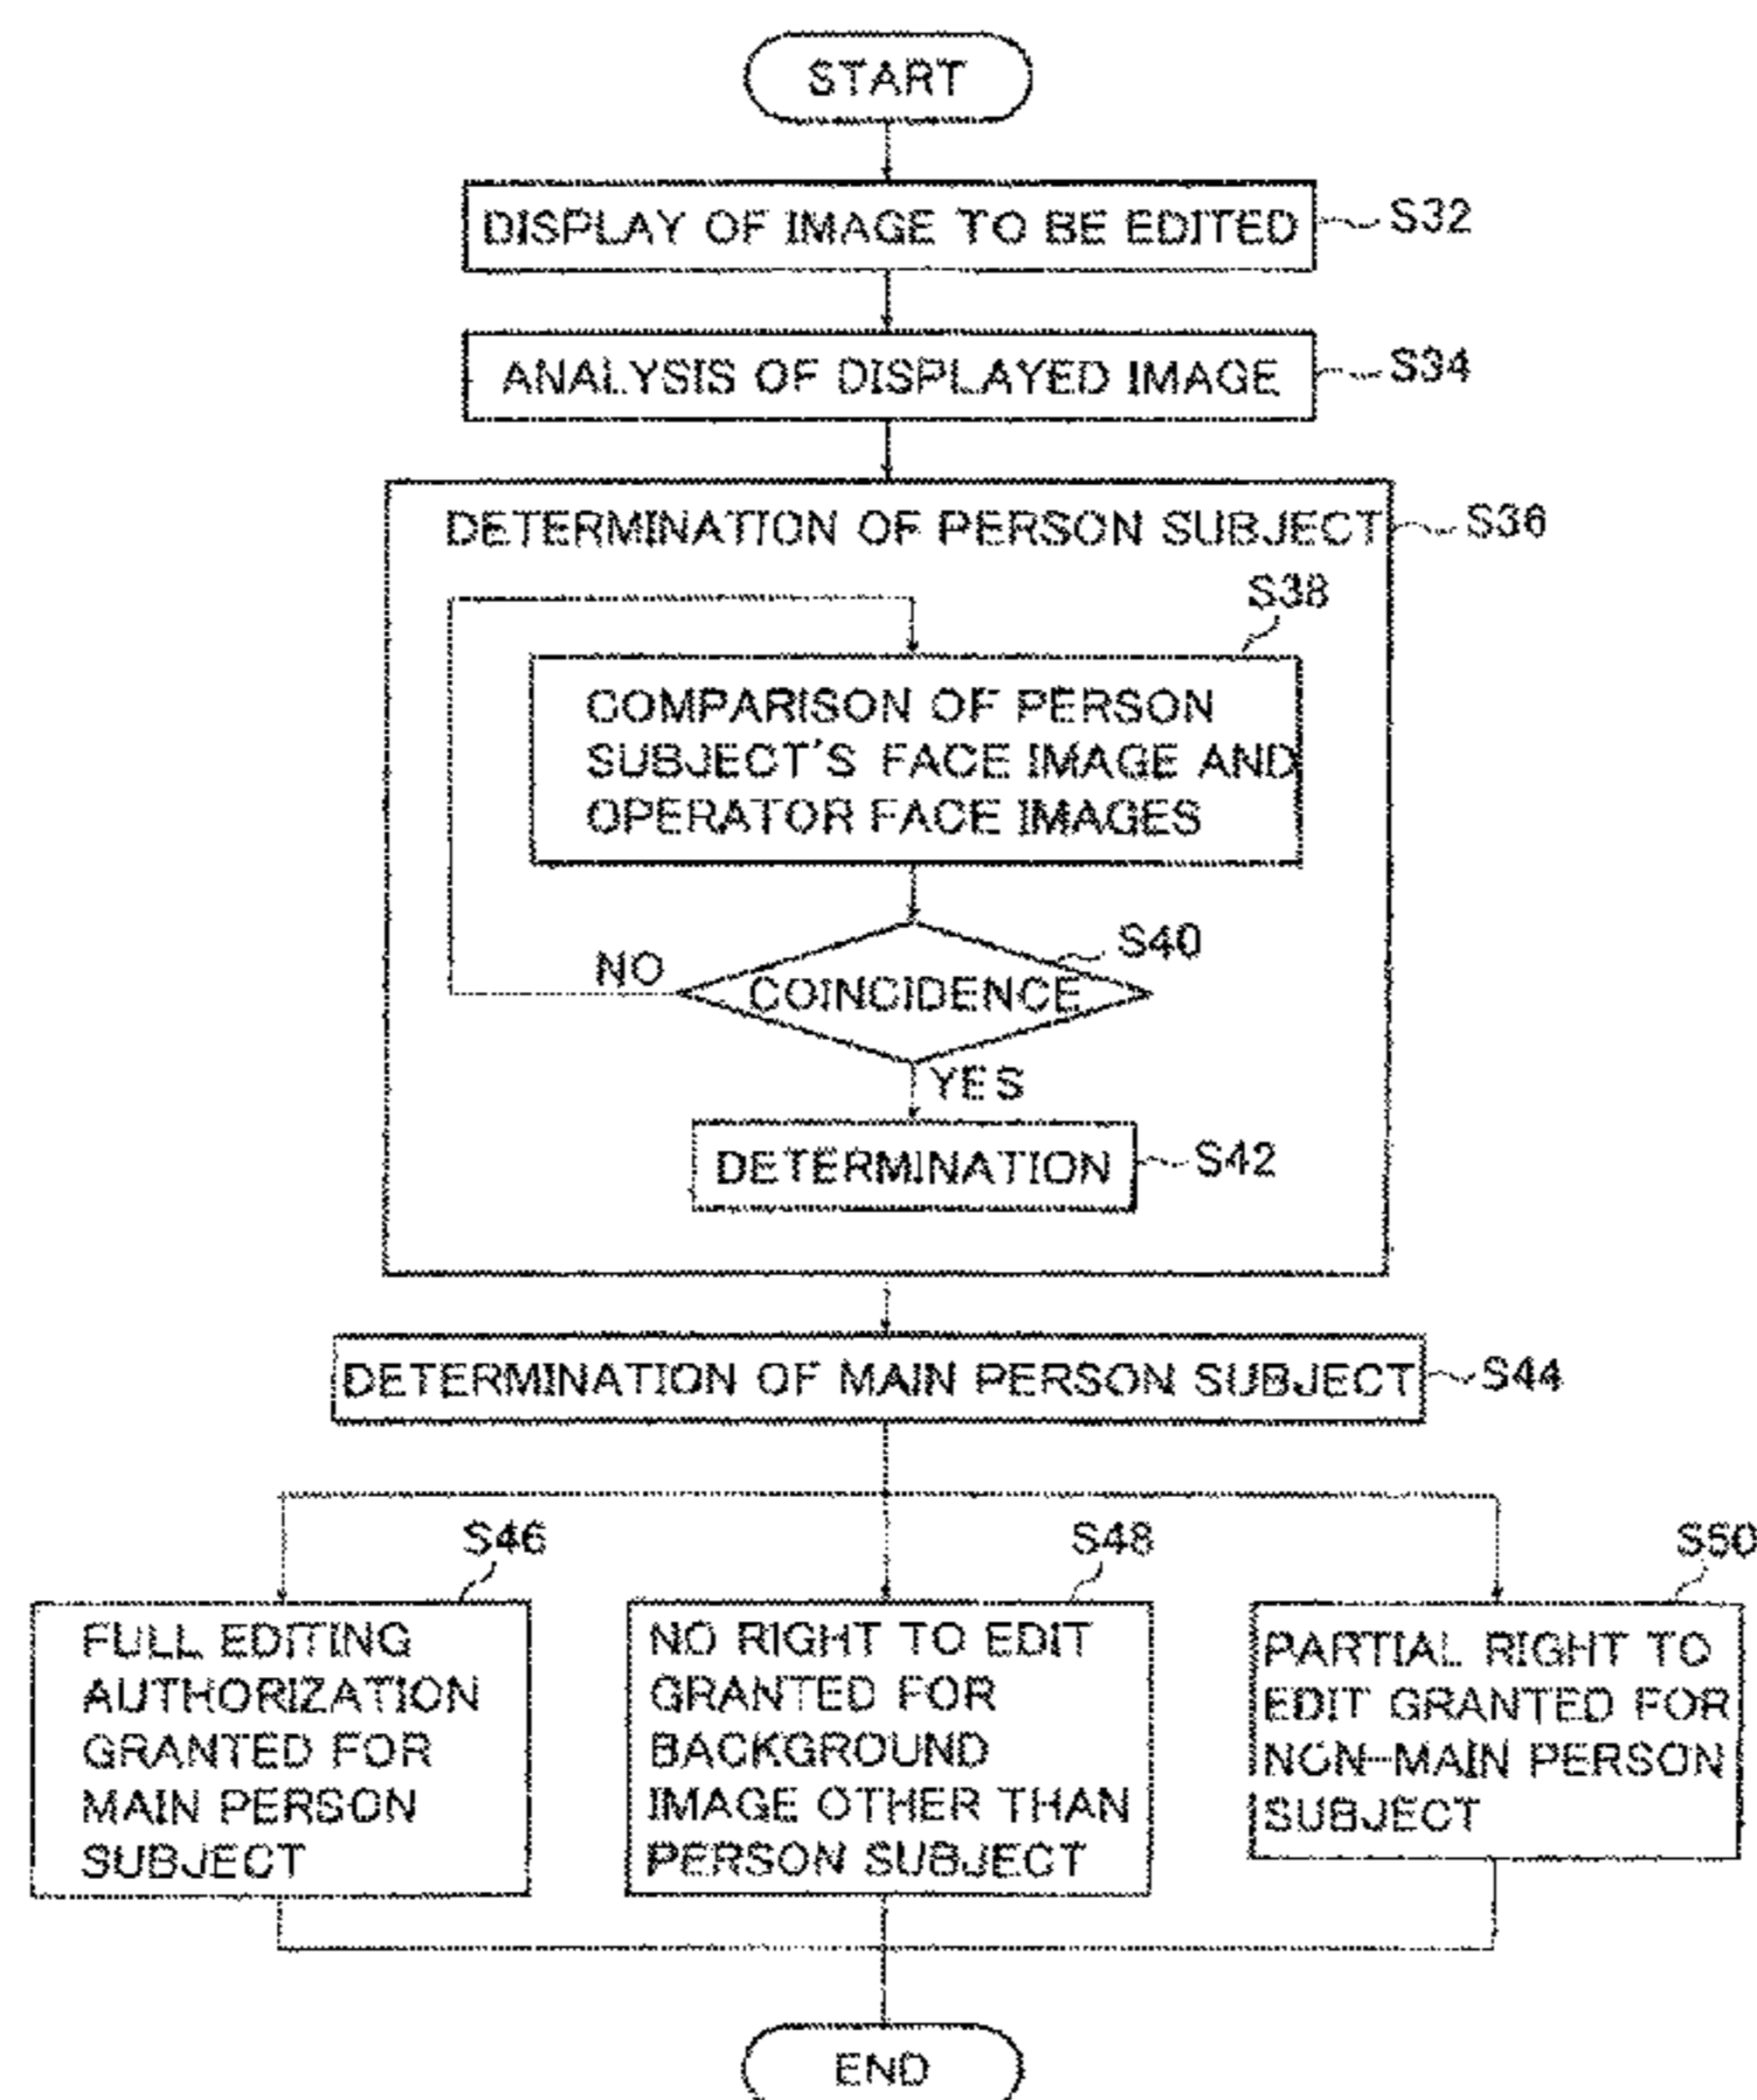 START
DISPLAY OF IMAGE TO BE EDITED
S32
ANALYSIS OF DISPLAYED IMAGE
S34
DETERMINATION OF PERSON SUBJECT
S36
S38
COMPARISON OF PERSON
SUBJECT'S FACE IMAGE AND
OPERATOR FACE IMAGES
S40
NO
COINCIDENCE
YES
DETERMINATION
S42
DETERMINATION OF MAIN PERSON SUBJECT
S44
S46
FULL EDITING
AUTHORIZATION
GRANTED FOR
MAIN PERSON
SUBJECT
S48
NO RIGHT TO EDIT
GRANTED FOR
BACKGROUND
IMAGE OTHER THAN
PERSON SUBJECT
S50
PARTIAL RIGHT TO
EDIT GRANTED FOR
NON-MAIN PERSON
SUBJECT
END